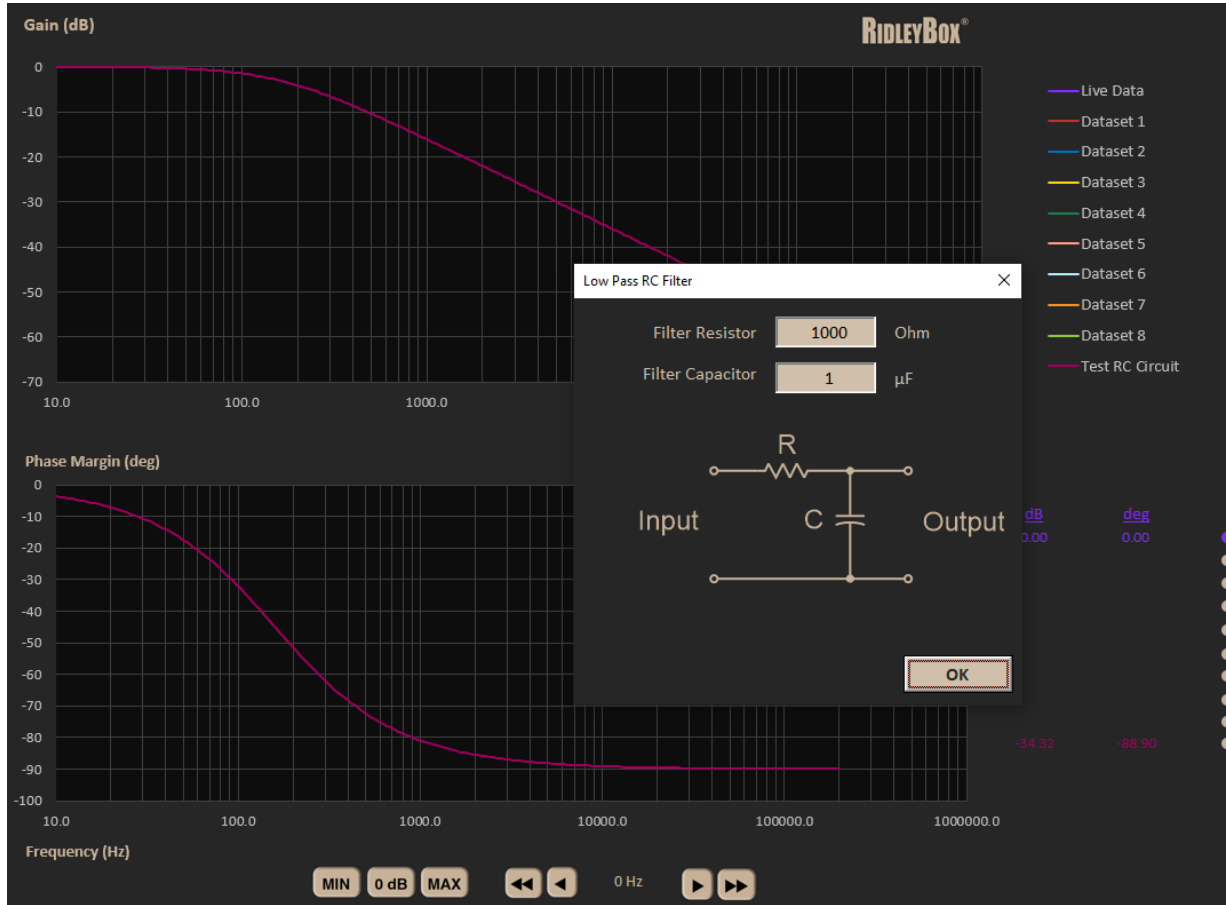 Gain (dB)
RIDLEYBOX®
0
-10
-20
-30
-40
-50
-60
-70
10.0
100.0
1000.0
Live Data
Dataset 1
Dataset 2
Dataset 3
Dataset 4
Dataset 5
Dataset 6
Dataset 7
Dataset 8
Test RC Circuit
Low Pass RC Filter
Filter Resistor 1000 Ohm
Filter Capacitor 1 µF
R
Input C Output
OK
Phase Margin (deg)
0
-10
-20
-30
-40
-50
-60
-70
-80
-90
-100
10.0 100.0 1000.0 10000.0 100000.0 1000000.0
dB deg
0.00 0.00
-34.32 -88.90
Frequency (Hz)
MIN 0 dB MAX 0 Hz